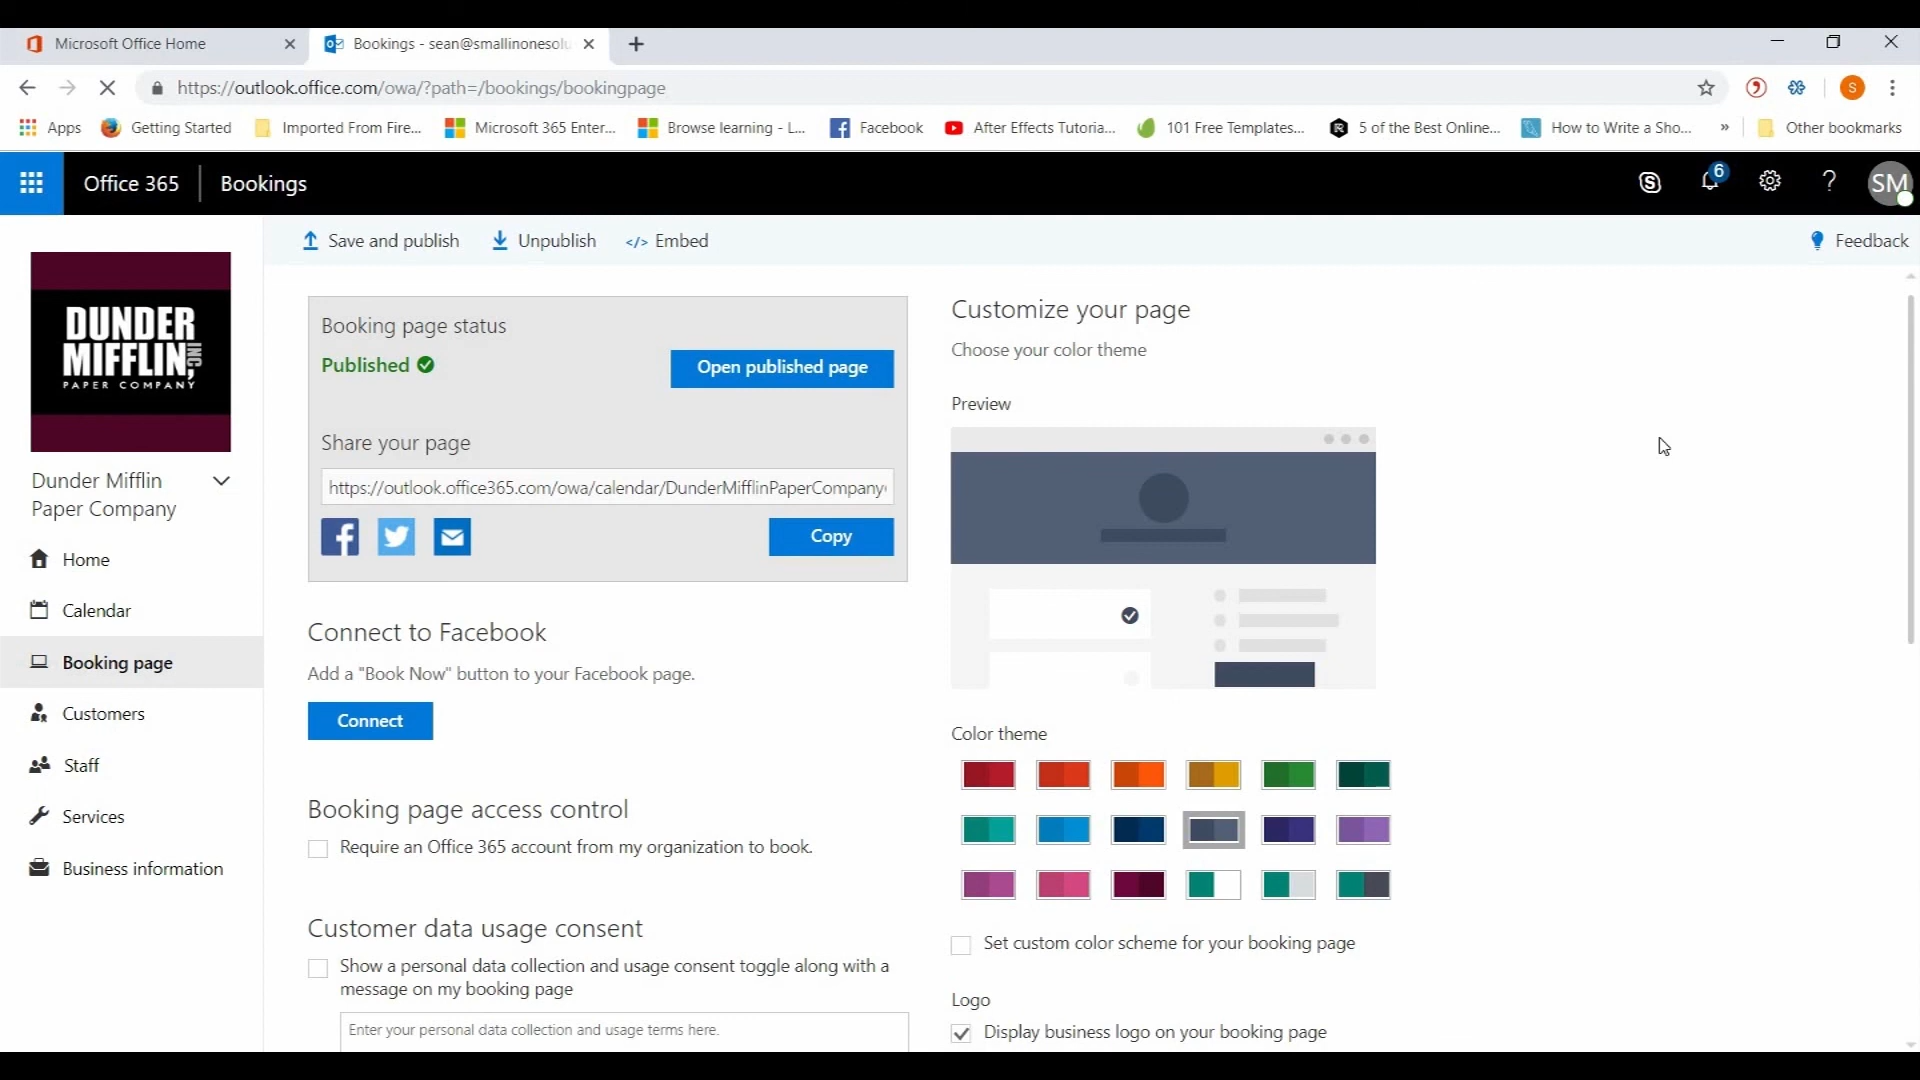 Microsoft Office Home
Bookings - sean@smallinonesolu
https://outlook.office.com/owa/?path=/bookings/bookingpage
S
Apps
Getting Started
Imported From Fire...
Microsoft 365 Enter...
Browse learning - L...
Facebook
After Effects Tutoria...
101 Free Templates...
5 of the Best Online...
How to Write a Sho...
»
Other bookmarks
Office 365
Bookings
6
?
SM
Save and publish
Unpublish
</> Embed
Feedback
DUNDER
MIFFLIN,
INC
PAPER COMPANY
Dunder Mifflin
Paper Company
Home
Calendar
Booking page
Customers
Staff
Services
Business information
Booking page status
Published
Open published page
Share your page
https://outlook.office365.com/owa/calendar/DunderMifflinPaperCompany
Copy
Connect to Facebook
Add a "Book Now" button to your Facebook page.
Connect
Booking page access control
Require an Office 365 account from my organization to book.
Customer data usage consent
Show a personal data collection and usage consent toggle along with a
message on my booking page
Enter your personal data collection and usage terms here.
Customize your page
Choose your color theme
Preview
Color theme
Set custom color scheme for your booking page
Logo
Display business logo on your booking page